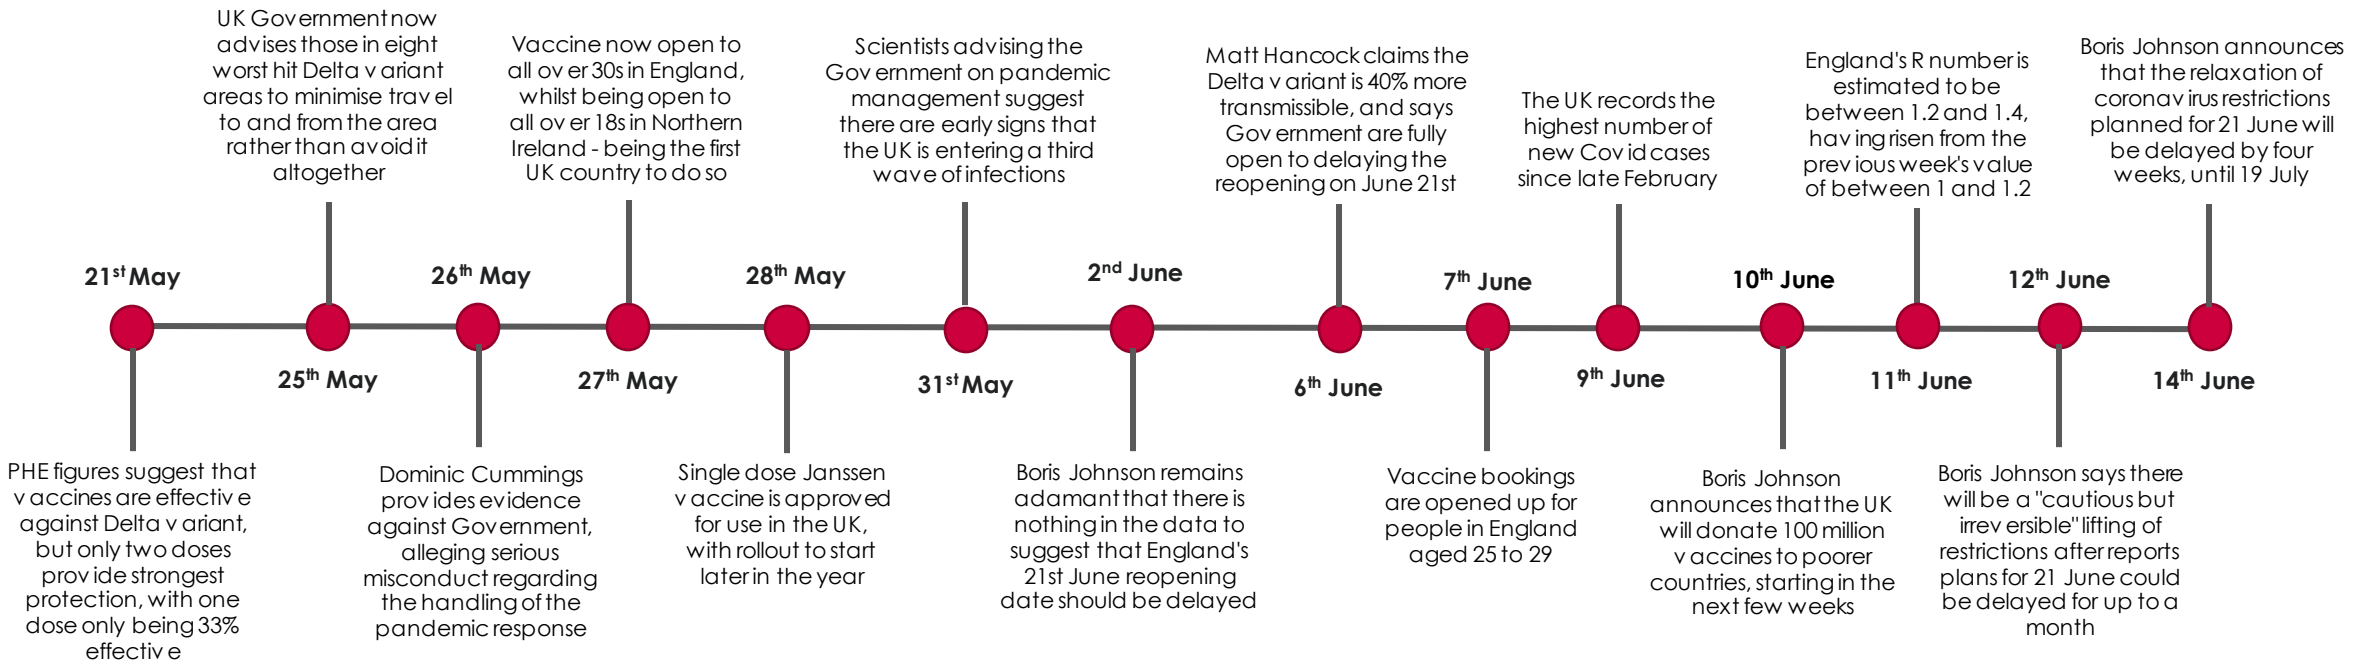 UK Government now
advises those in eight
worst hit Delta variant
areas to minimise travel
to and from the area
rather than avoid it
altogether
Vaccine now open to
all over 30s in England,
whilst being open to
all over 18s in Northern
Ireland - being the first
UK country to do so
Scientists advising the
Government on pandemic
management suggest
there are early signs that
the UK is entering a third
wave of infections
Matt Hancock claims the
Delta variant is 40% more
transmissible, and says
Government are fully
open to delaying the
reopening on June 21st
The UK records the
highest number of
new Covid cases
since late February
England's R number is
estimated to be
between 1.2 and 1.4,
having risen from the
previous week's value
of between 1 and 1.2
Boris Johnson announces
that the relaxation of
coronavirus restrictions
planned for 21 June will
be delayed by four
weeks, until 19 July
21st May
26th May
28th May
2nd June
7th June
10th June
12th June
25th May
27th May
31st May
6th June
9th June
11th June
14th June
PHE figures suggest that
vaccines are effective
against Delta variant,
but only two doses
provide strongest
protection, with one
dose only being 33%
effective
Dominic Cummings
provides evidence
against Government,
alleging serious
misconduct regarding
the handling of the
pandemic response
Single dose Janssen
vaccine is approved
for use in the UK,
with rollout to start
later in the year
Boris Johnson remains
adamant that there is
nothing in the data to
suggest that England's
21st June reopening
date should be delayed
Vaccine bookings
are opened up for
people in England
aged 25 to 29
Boris Johnson
announces that the UK
will donate 100 million
vaccines to poorer
countries, starting in the
next few weeks
Boris Johnson says there
will be a "cautious but
irreversible" lifting of
restrictions after reports
plans for 21 June could
be delayed for up to a
month